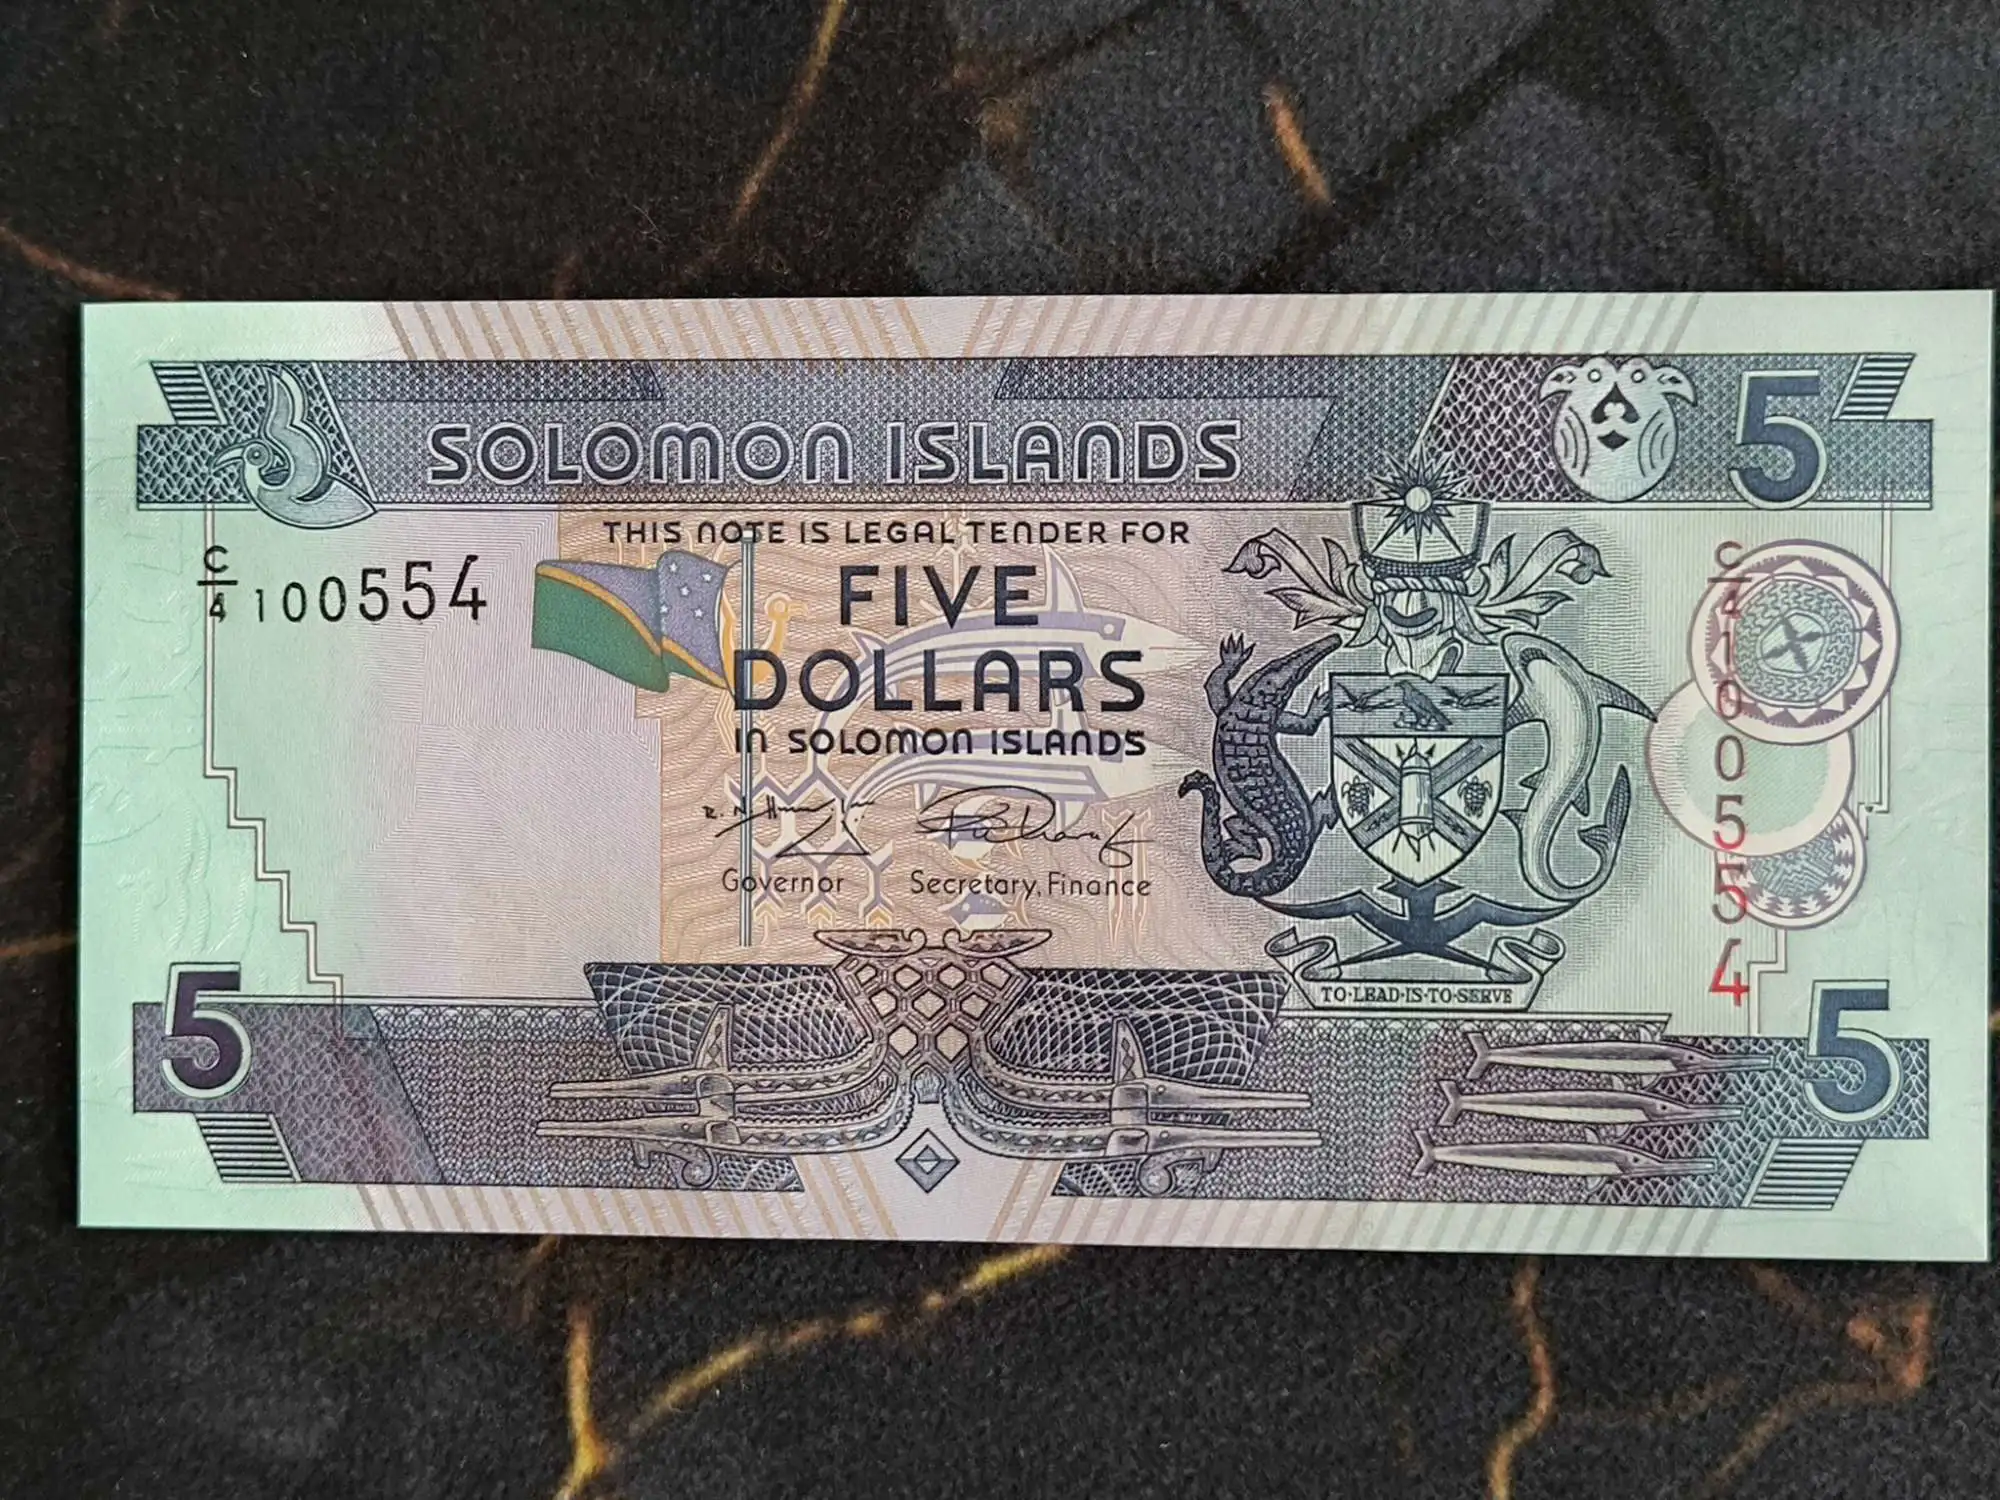 SOLOMON ISLANDS
5
THIS NOTE IS LEGAL TENDER FOR
C/4 100554
FIVE
DOLLARS
IN SOLOMON ISLANDS
C/4 100554
Governor
Secretary, Finance
TO·LEAD·IS·TO·SERVE
5
5